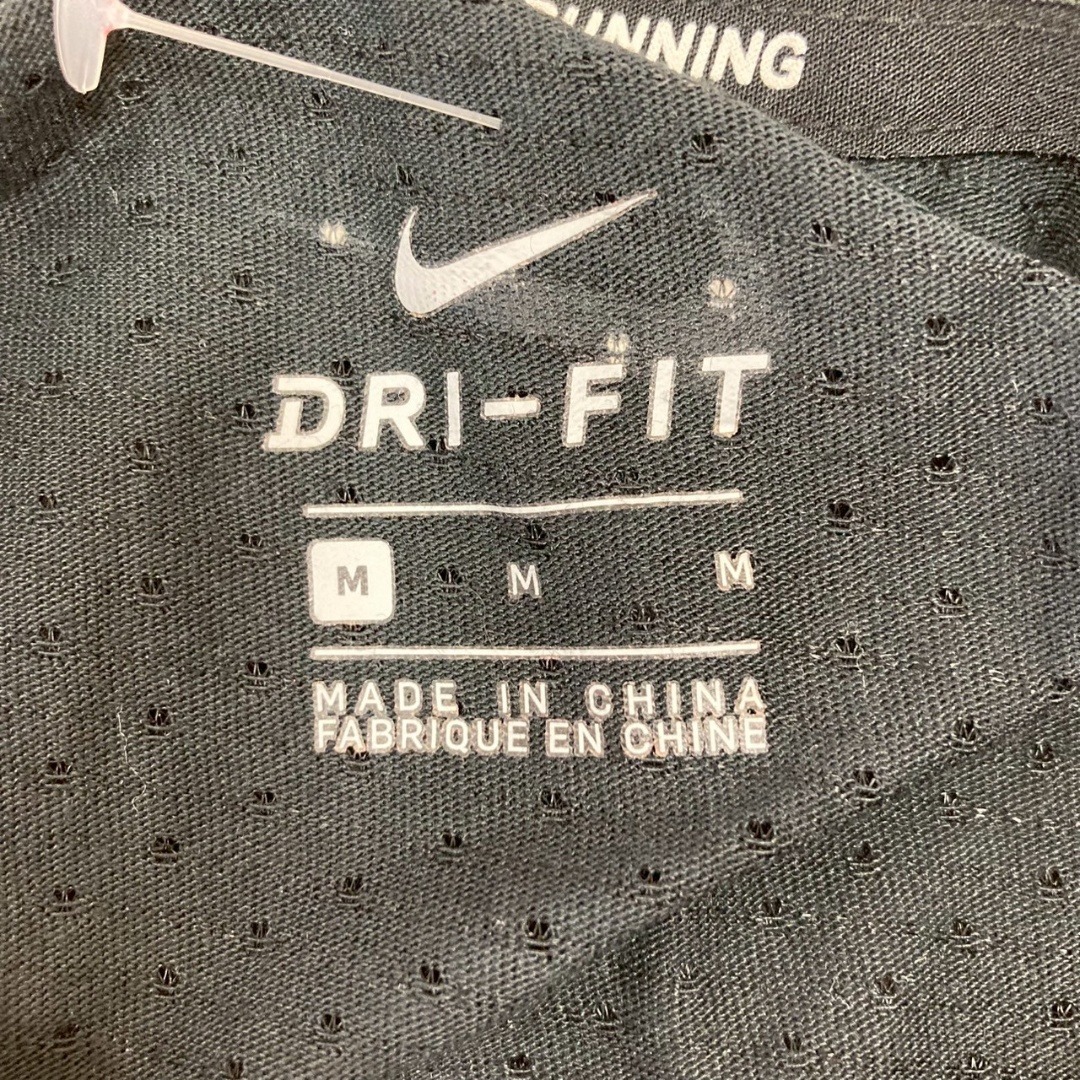 RUNNING
DRI-FIT
M M M
MADE IN CHINA
FABRIQUE EN CHINE